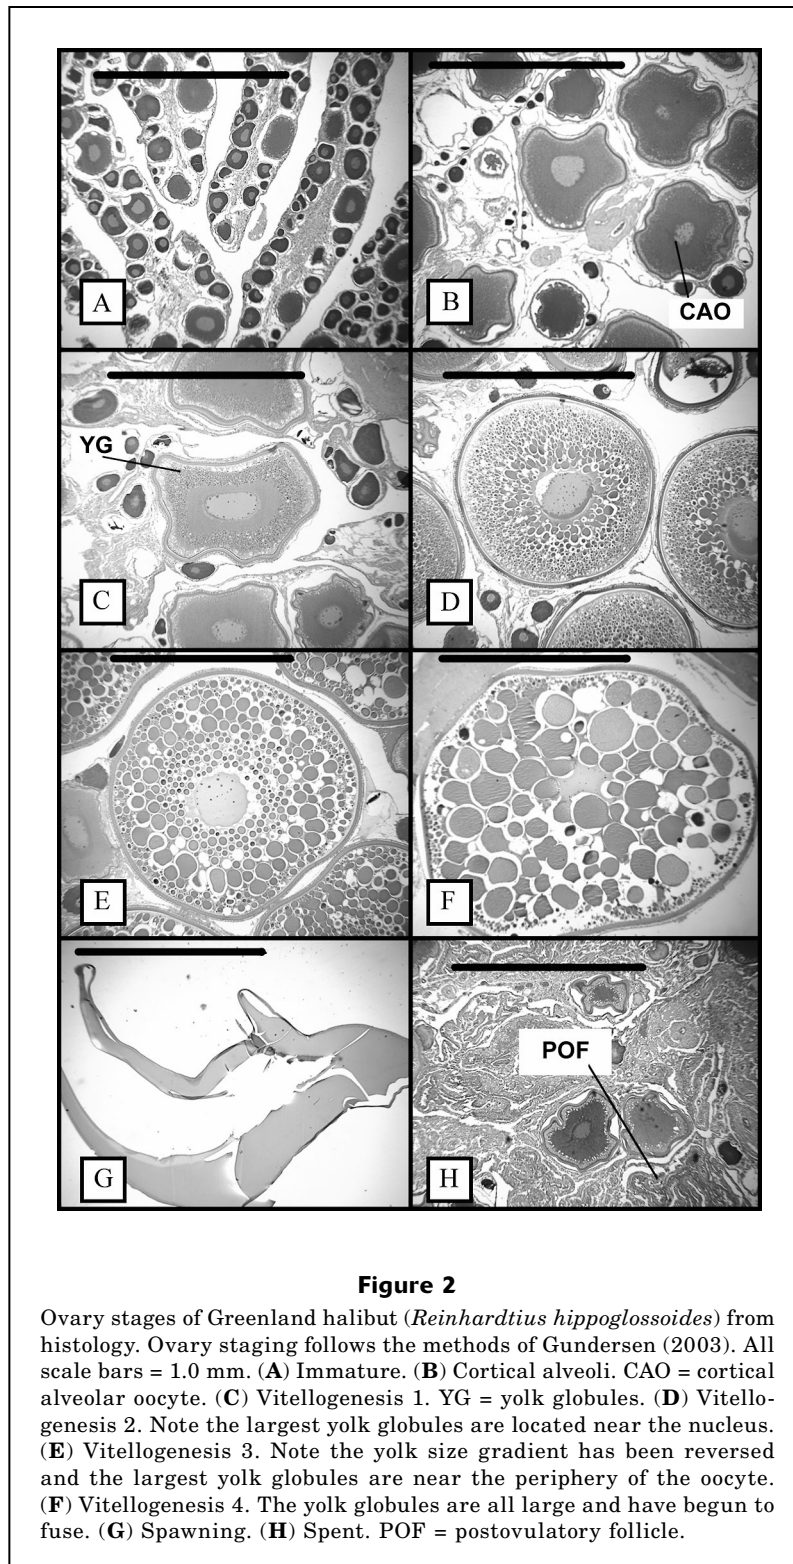 A
B
CAO
YG
C
D
E
F
G
POF
H
Figure 2
Ovary stages of Greenland halibut (Reinhardtius hippoglossoides) from
histology. Ovary staging follows the methods of Gundersen (2003). All
scale bars = 1.0 mm. (A) Immature. (B) Cortical alveoli. CAO = cortical
alveolar oocyte. (C) Vitellogenesis 1. YG = yolk globules. (D) Vitello-
genesis 2. Note the largest yolk globules are located near the nucleus.
(E) Vitellogenesis 3. Note the yolk size gradient has been reversed
and the largest yolk globules are near the periphery of the oocyte.
(F) Vitellogenesis 4. The yolk globules are all large and have begun to
fuse. (G) Spawning. (H) Spent. POF = postovulatory follicle.